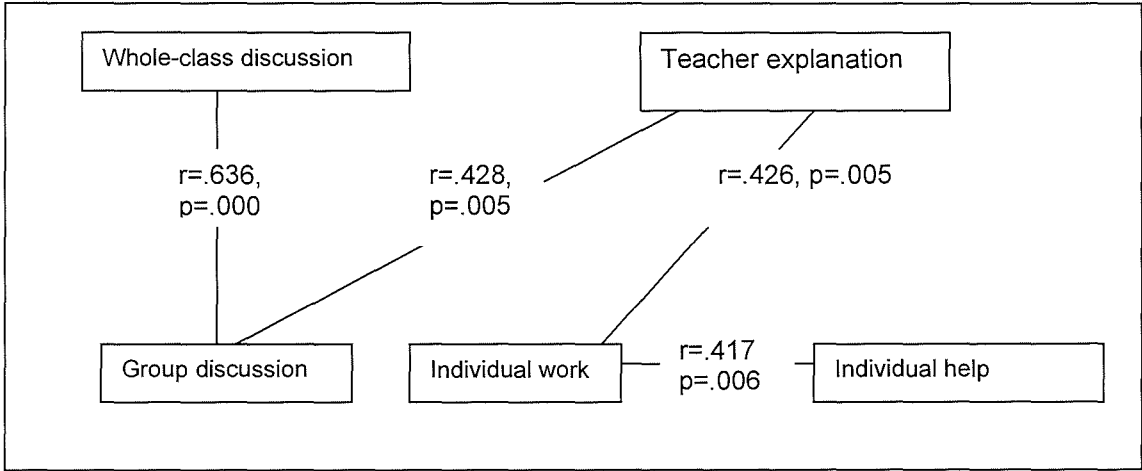 Whole-class discussion
Teacher explanation
r=.636,
p=.000
r=.428,
p=.005
r=.426, p=.005
Group discussion
Individual work
r=.417
p=.006
Individual help